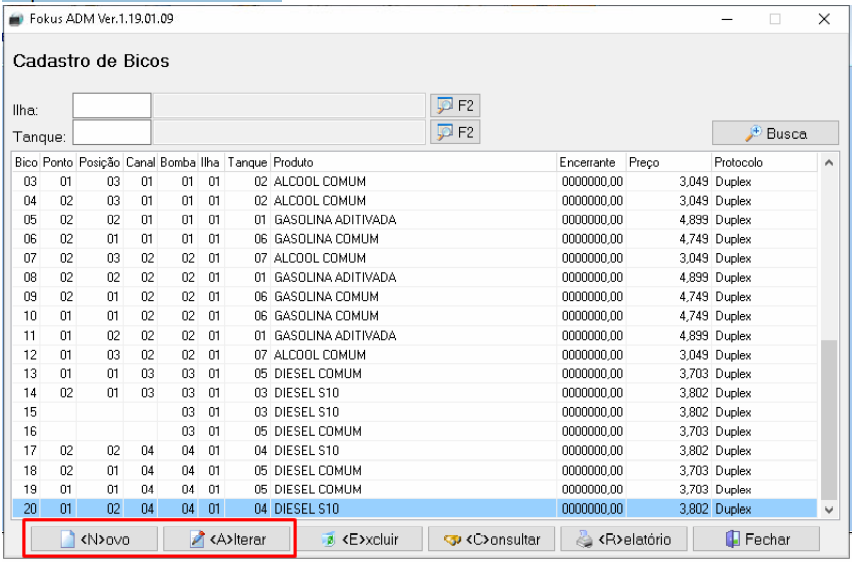 Fokus ADM Ver.1.19.01.09
Cadastro de Bicos
Ilha: F2
Tanque: F2 Busca
Bico Ponto Posição Canal Bomba Ilha Tanque Produto Encerrante Preço Protocolo
03 01 03 01 01 01 02 ALCOOL COMUM 0000000,00 3,049 Duplex
04 02 03 01 01 01 02 ALCOOL COMUM 0000000,00 3,049 Duplex
05 02 02 01 01 01 01 GASOLINA ADITIVADA 0000000,00 4,899 Duplex
06 02 01 01 01 01 06 GASOLINA COMUM 0000000,00 4,749 Duplex
07 02 03 02 02 01 07 ALCOOL COMUM 0000000,00 3,049 Duplex
08 02 02 02 02 01 01 GASOLINA ADITIVADA 0000000,00 4,899 Duplex
09 02 01 02 02 01 06 GASOLINA COMUM 0000000,00 4,749 Duplex
10 01 01 02 02 01 06 GASOLINA COMUM 0000000,00 4,749 Duplex
11 01 02 02 02 01 01 GASOLINA ADITIVADA 0000000,00 4,899 Duplex
12 01 03 02 02 01 07 ALCOOL COMUM 0000000,00 3,049 Duplex
13 01 01 03 03 01 05 DIESEL COMUM 0000000,00 3,703 Duplex
14 02 01 03 03 01 03 DIESEL S10 0000000,00 3,802 Duplex
15 03 01 03 DIESEL S10 0000000,00 3,802 Duplex
16 03 01 05 DIESEL COMUM 0000000,00 3,703 Duplex
17 02 02 04 04 01 04 DIESEL S10 0000000,00 3,802 Duplex
18 02 01 04 04 01 05 DIESEL COMUM 0000000,00 3,703 Duplex
19 01 01 04 04 01 05 DIESEL COMUM 0000000,00 3,703 Duplex
20 01 02 04 04 01 04 DIESEL S10 0000000,00 3,802 Duplex
<N>ovo <A>lterar <E>xcluir <C>onsultar <R>elatório Fechar